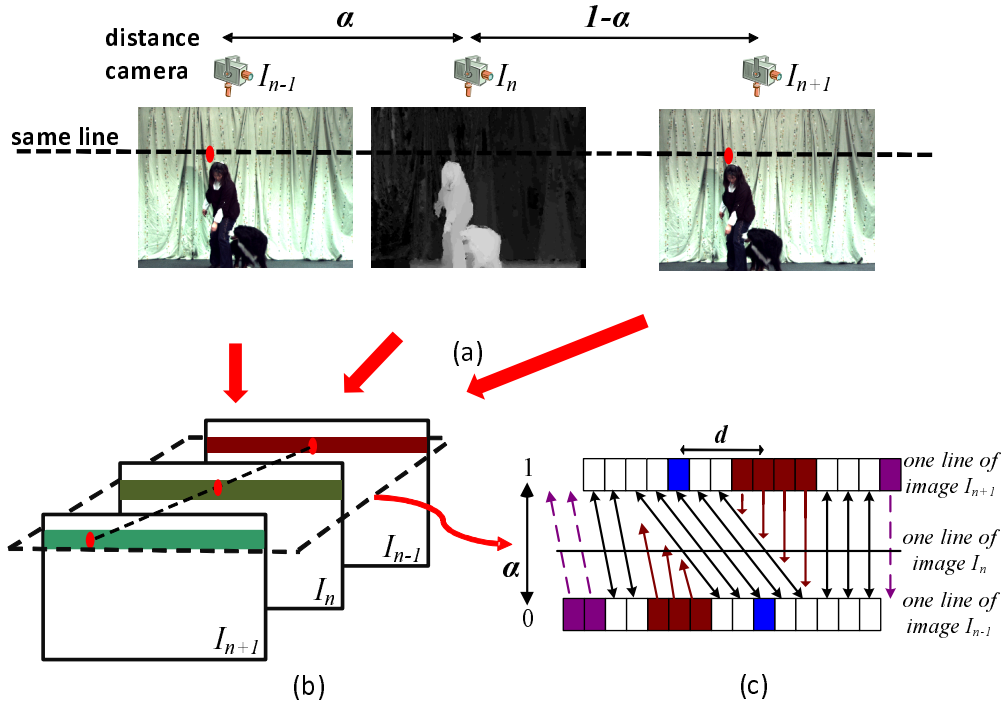 α
1-α
distance
camera
I_{n-1}
I_n
I_{n+1}
same line
(a)
I_{n-1}
I_n
I_{n+1}
(b)
d
1
α
0
one line of
image I_{n+1}
one line of
image I_n
one line of
image I_{n-1}
(c)